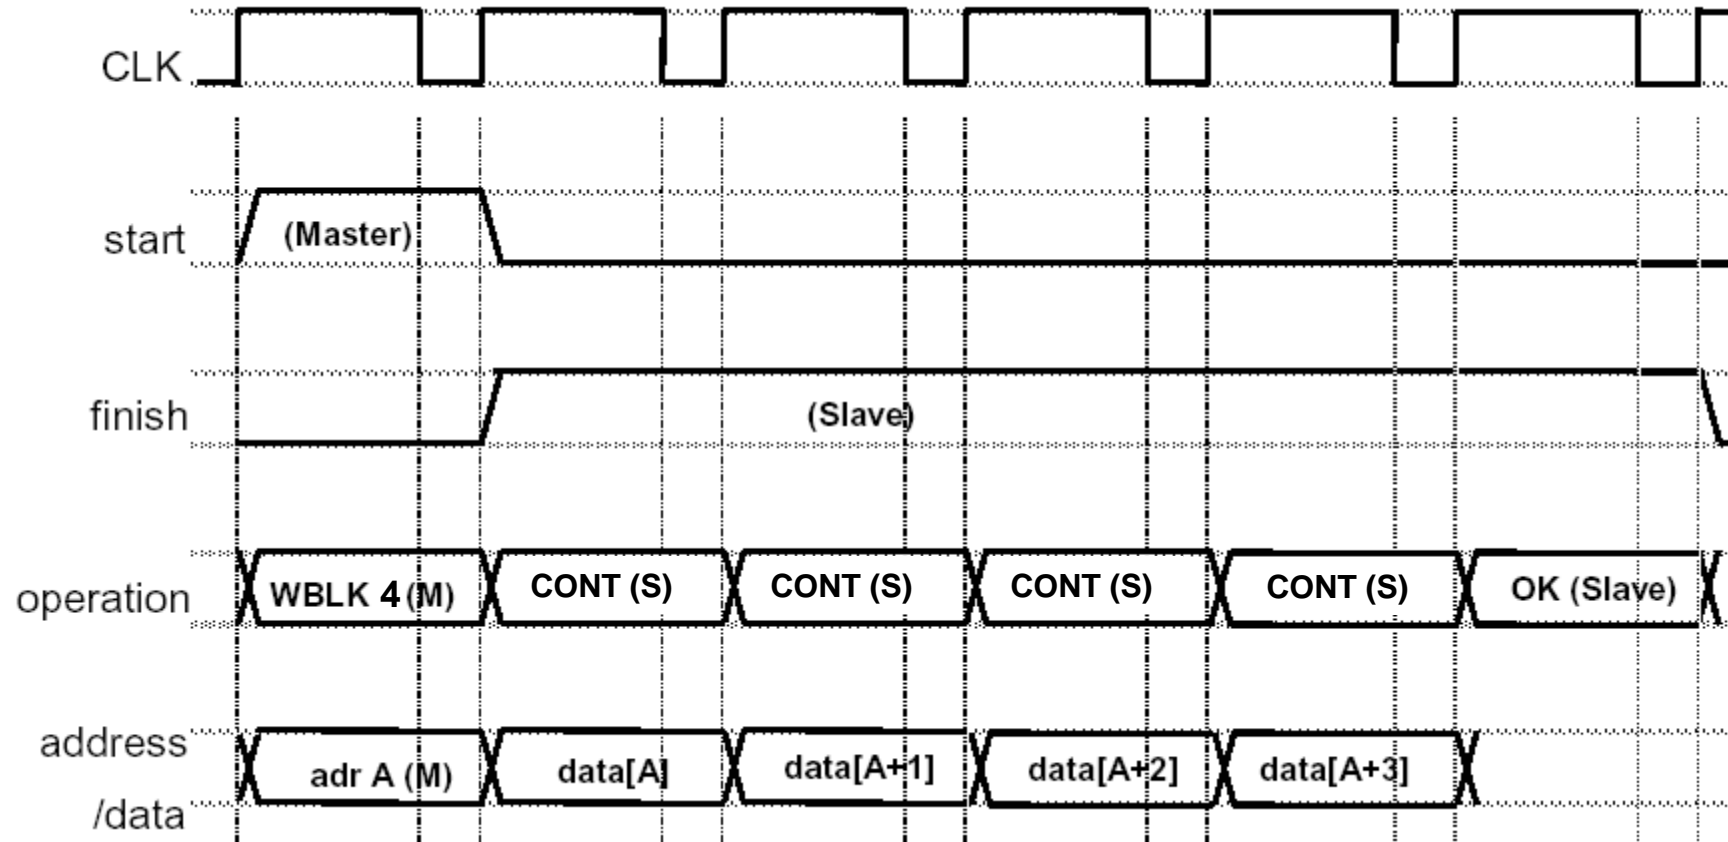 CLK
start
(Master)
finish
(Slave)
operation
WBLK 4 (M)
CONT (S)
CONT (S)
CONT (S)
CONT (S)
OK (Slave)
address
/data
adr A (M)
data[A]
data[A+1]
data[A+2]
data[A+3]